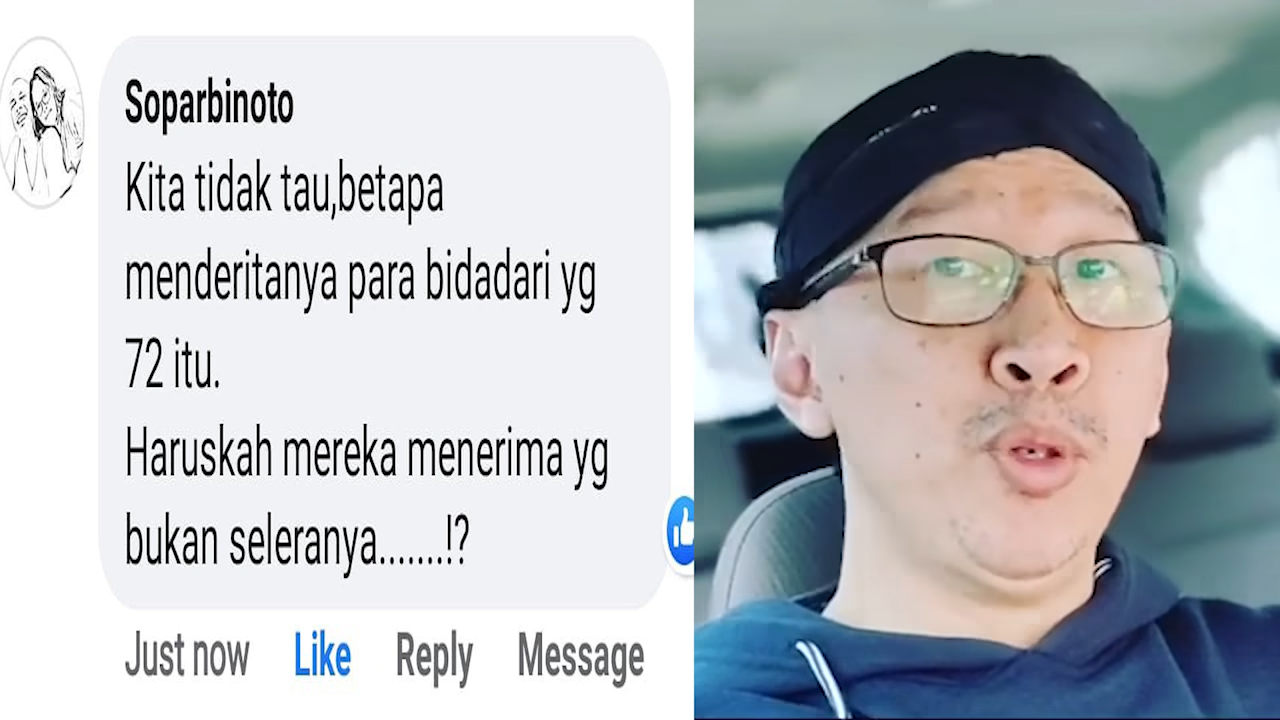 Soparbinoto
Kita tidak tau,betapa
menderitanya para bidadari yg
72 itu.
Haruskah mereka menerima yg
bukan seleranya.......!?
Just now Like Reply Message